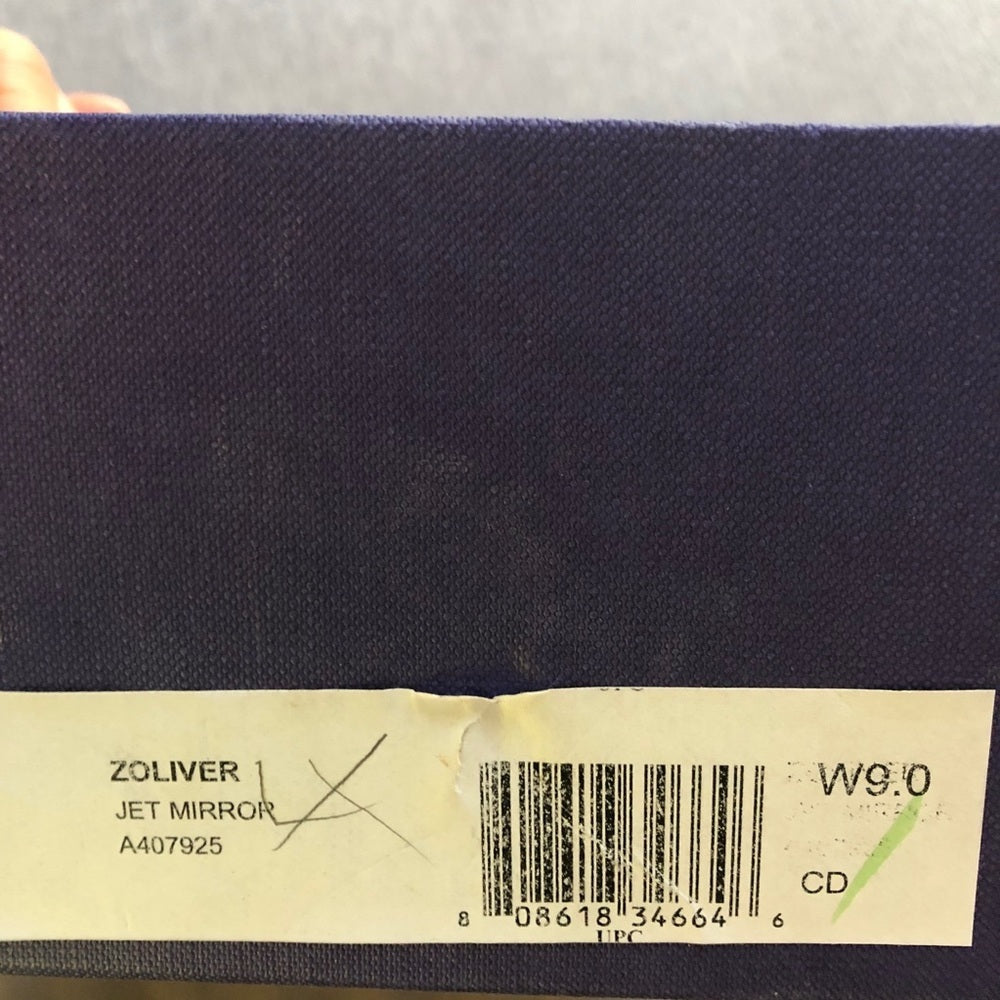 ZOLIVER 1
JET MIRROR
A407925
8 08618 34664 6
UPC
W9.0
CD